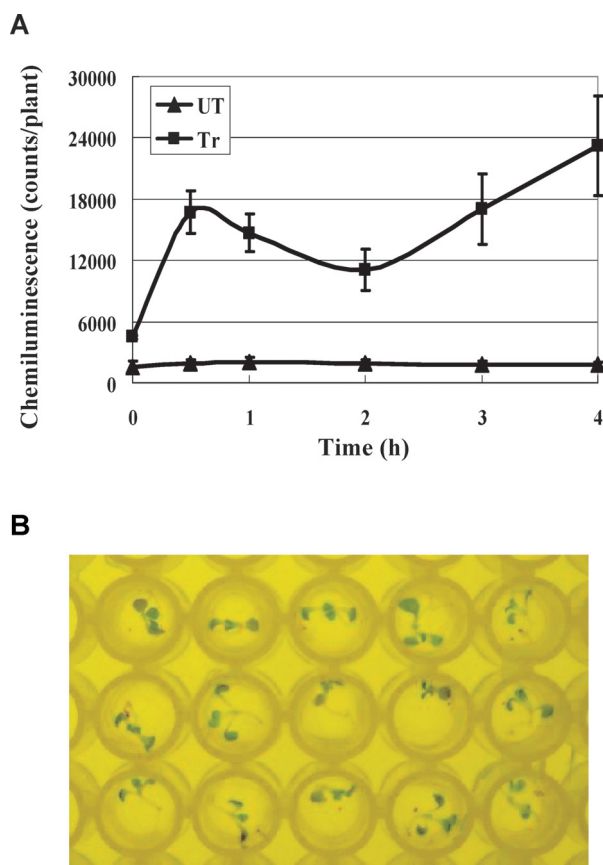 A
Chemiluminescence (counts/plant)
30000
24000
18000
12000
6000
0
UT
Tr
0 1 2 3 4
Time (h)
B